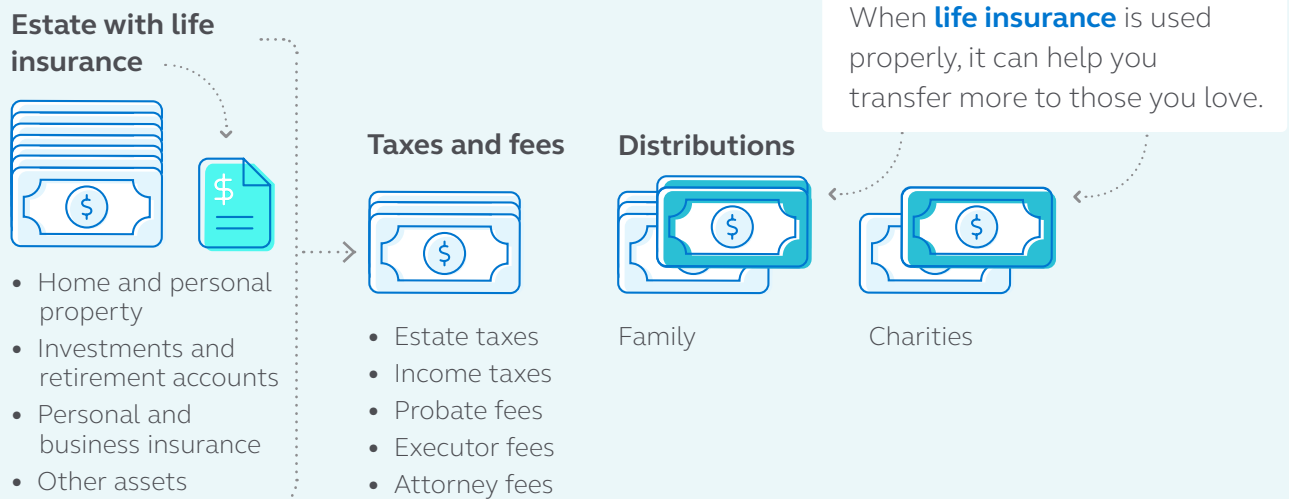 Estate with life
insurance
$
$
• Home and personal
property
• Investments and
retirement accounts
• Personal and
business insurance
• Other assets
Taxes and fees
$
• Estate taxes
• Income taxes
• Probate fees
• Executor fees
• Attorney fees
Distributions
$
Family
$
Charities
When life insurance is used
properly, it can help you
transfer more to those you love.